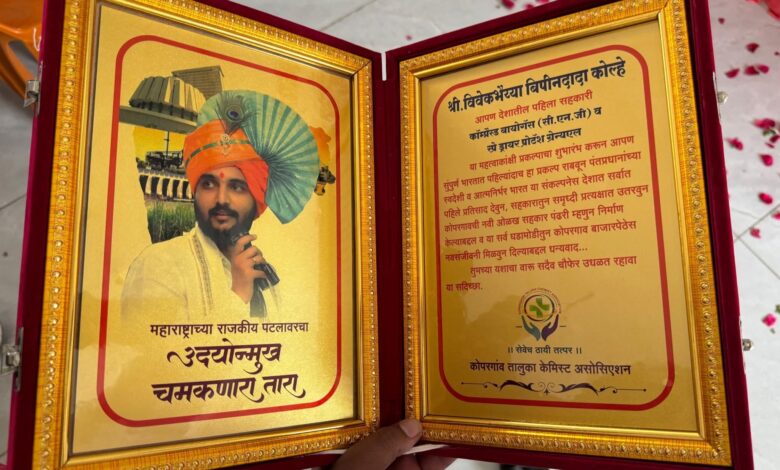 महाराष्ट्राच्या राजकीय पटलावरचा
उदयोन्मुख
चमकणारा तारा
श्री.विवेकभैय्या बिपीनदादा कोल्हे
आपण देशातील पहिला सहकारी
कॉम्प्रेस्ड बायोगॅस (सी.एन.जी) व
स्प्रे ड्रायर प्रोटॅश ग्रेन्युएल
या महत्वाकांक्षी प्रकल्पाचा शुभारंभ करून आपण
संपुर्ण भारतात पहिल्यांदाच हा प्रकल्प राबवून पंतप्रधानांच्या
स्वदेशी व आत्मनिर्भर भारत या संकल्पनेस देशात सर्वात
पहिले प्रतिसाद देवुन, सहकारातुन समृध्दी प्रत्यक्षात उतरवुन
कोपरगावची नवी ओळख सहकार पंढरी म्हणुन निर्माण
केल्याबद्दल व या सर्व घडामोडीतुन कोपरगाव बाजारपेठेस
नवसंजीवनी मिळवुन दिल्याबद्दल धन्यवाद...
तुमच्या यशाचा वारू सदैव चौफेर उधळत रहावा
या सदिच्छा.
।। सेवेच ठायी तत्पर ।।
कोपरगांव तालुका केमिस्ट असोसिएशन